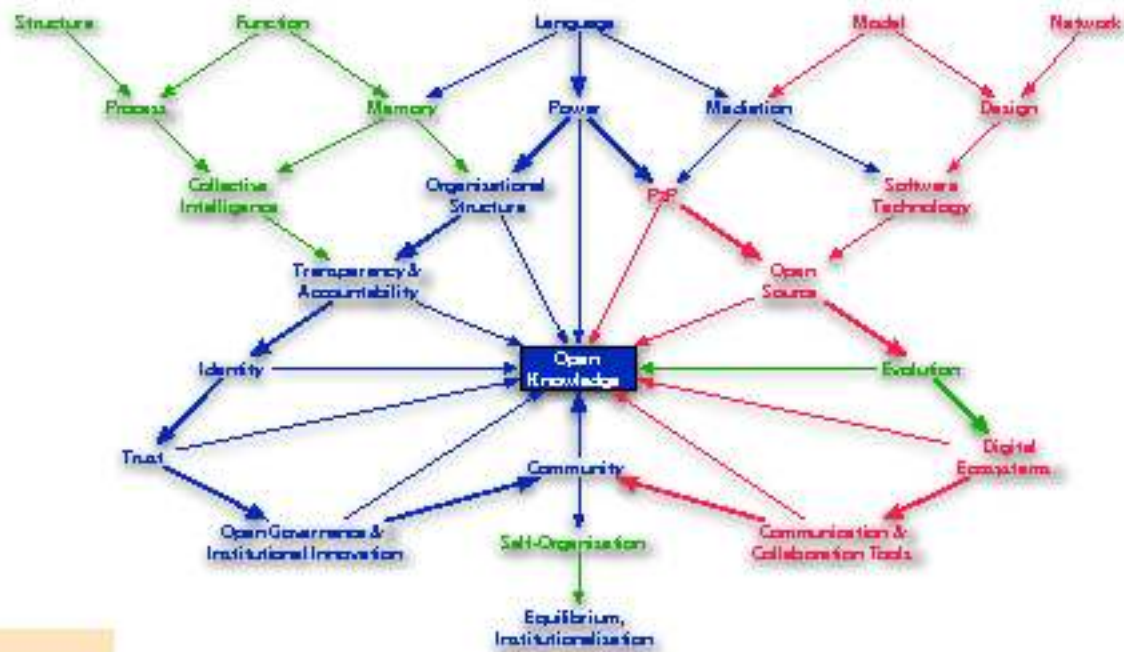 Structure
Function
Language
Model
Network
Process
Memory
Power
Mediation
Design
Collective
Intelligence
Organisational
Structure
P2P
Software
Technology
Transparency &
Accountability
Open
Source
Identity
Open
Knowledge
Evolution
Trust
Community
Digital
Ecosystems
Open Governance &
Institutional Innovation
Self-Organisation
Communication &
Collaboration Tools
Equilibrium,
Institutionalisation